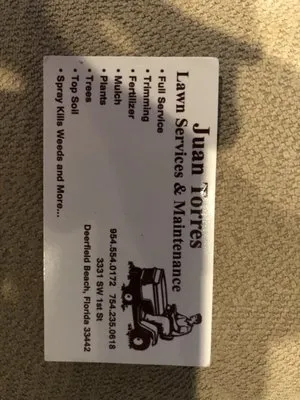 Juan Torres
Lawn Services & Maintenance
• Full Service
• Trimming
• Fertilizer
• Mulch
• Plants
• Trees
• Top Soil
• Spray Kills Weeds and More...
954.554.0172 754.235.0618
3331 SW 1st St
Deerfield Beach, Florida 33442